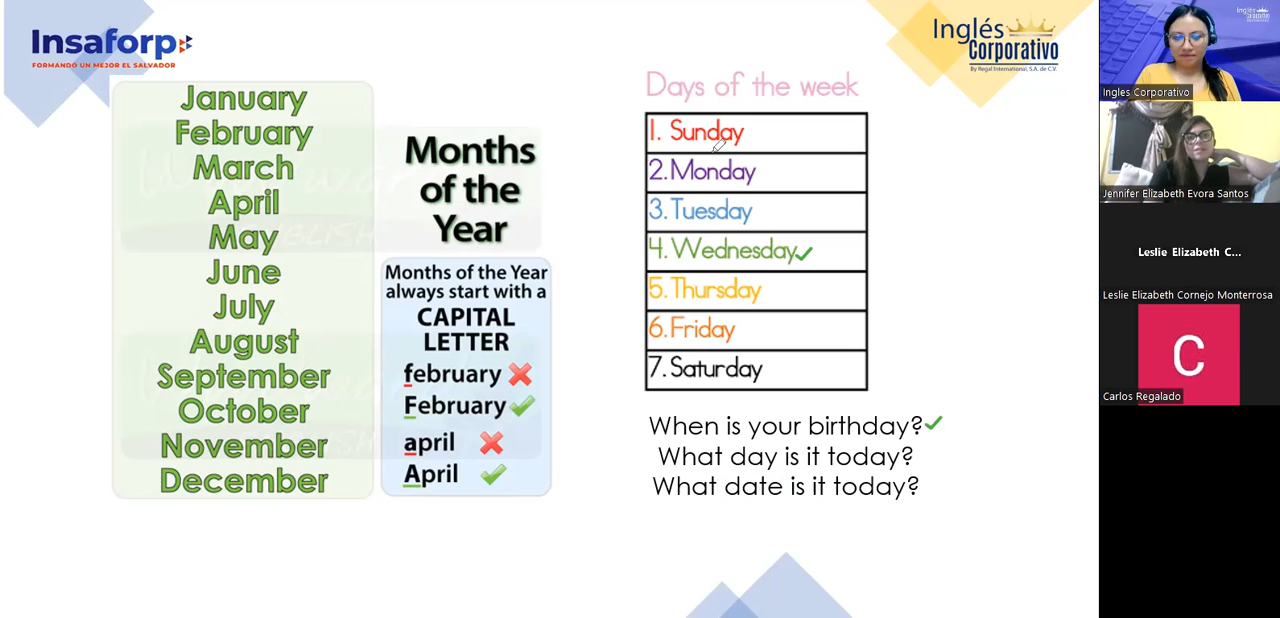 Insaforp
FORMANDO UN MEJOR EL SALVADOR
January
February
March
April
May
June
July
August
September
October
November
December
Months
of the
Year
Months of the Year
always start with a
CAPITAL
LETTER
february
February
april
April
Inglés
Corporativo
By Regal International, S.A. de C.V.
Days of the week
1. Sunday
2. Monday
3. Tuesday
4. Wednesday
5. Thursday
6. Friday
7. Saturday
When is your birthday?
What day is it today?
What date is it today?
Ingles Corporativo
Jennifer Elizabeth Evora Santos
Leslie Elizabeth C...
Leslie Elizabeth Cornejo Monterrosa
C
Carlos Regalado